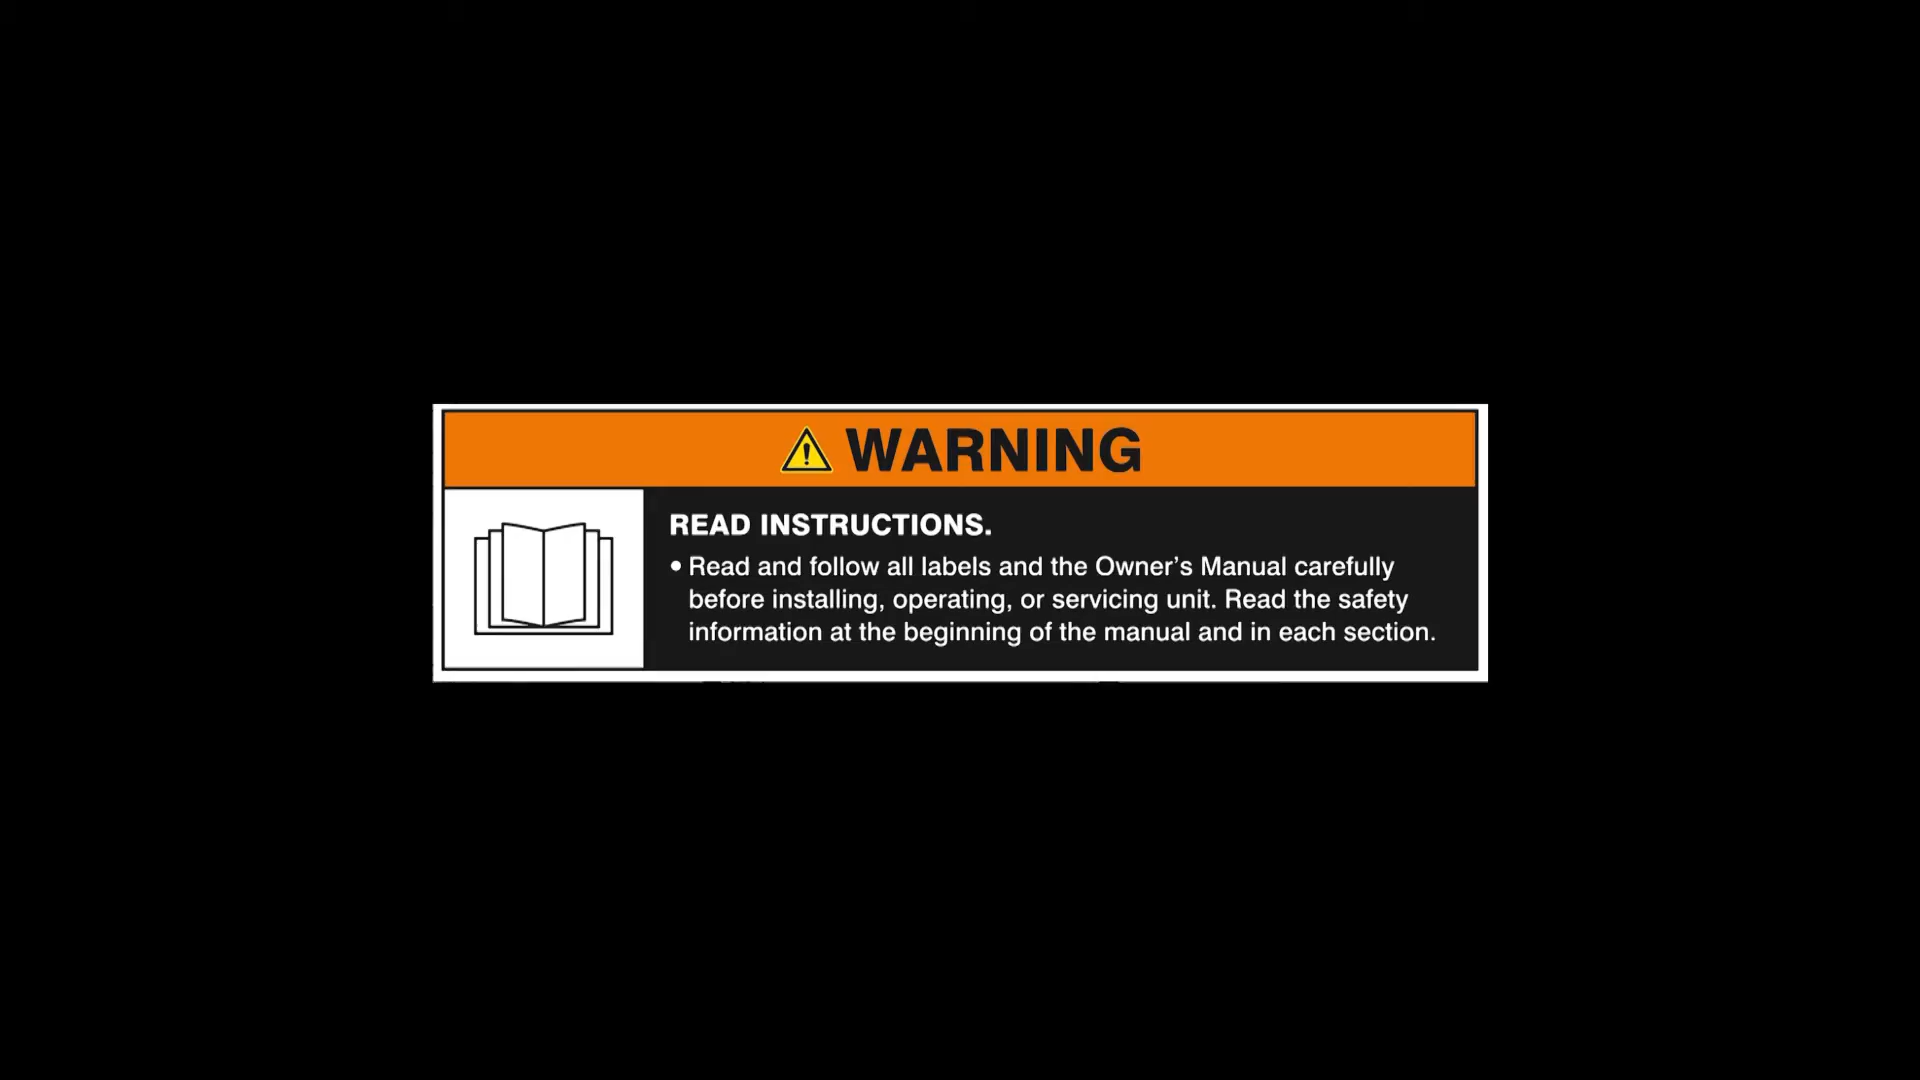 WARNING
READ INSTRUCTIONS.
• Read and follow all labels and the Owner’s Manual carefully
before installing, operating, or servicing unit. Read the safety
information at the beginning of the manual and in each section.